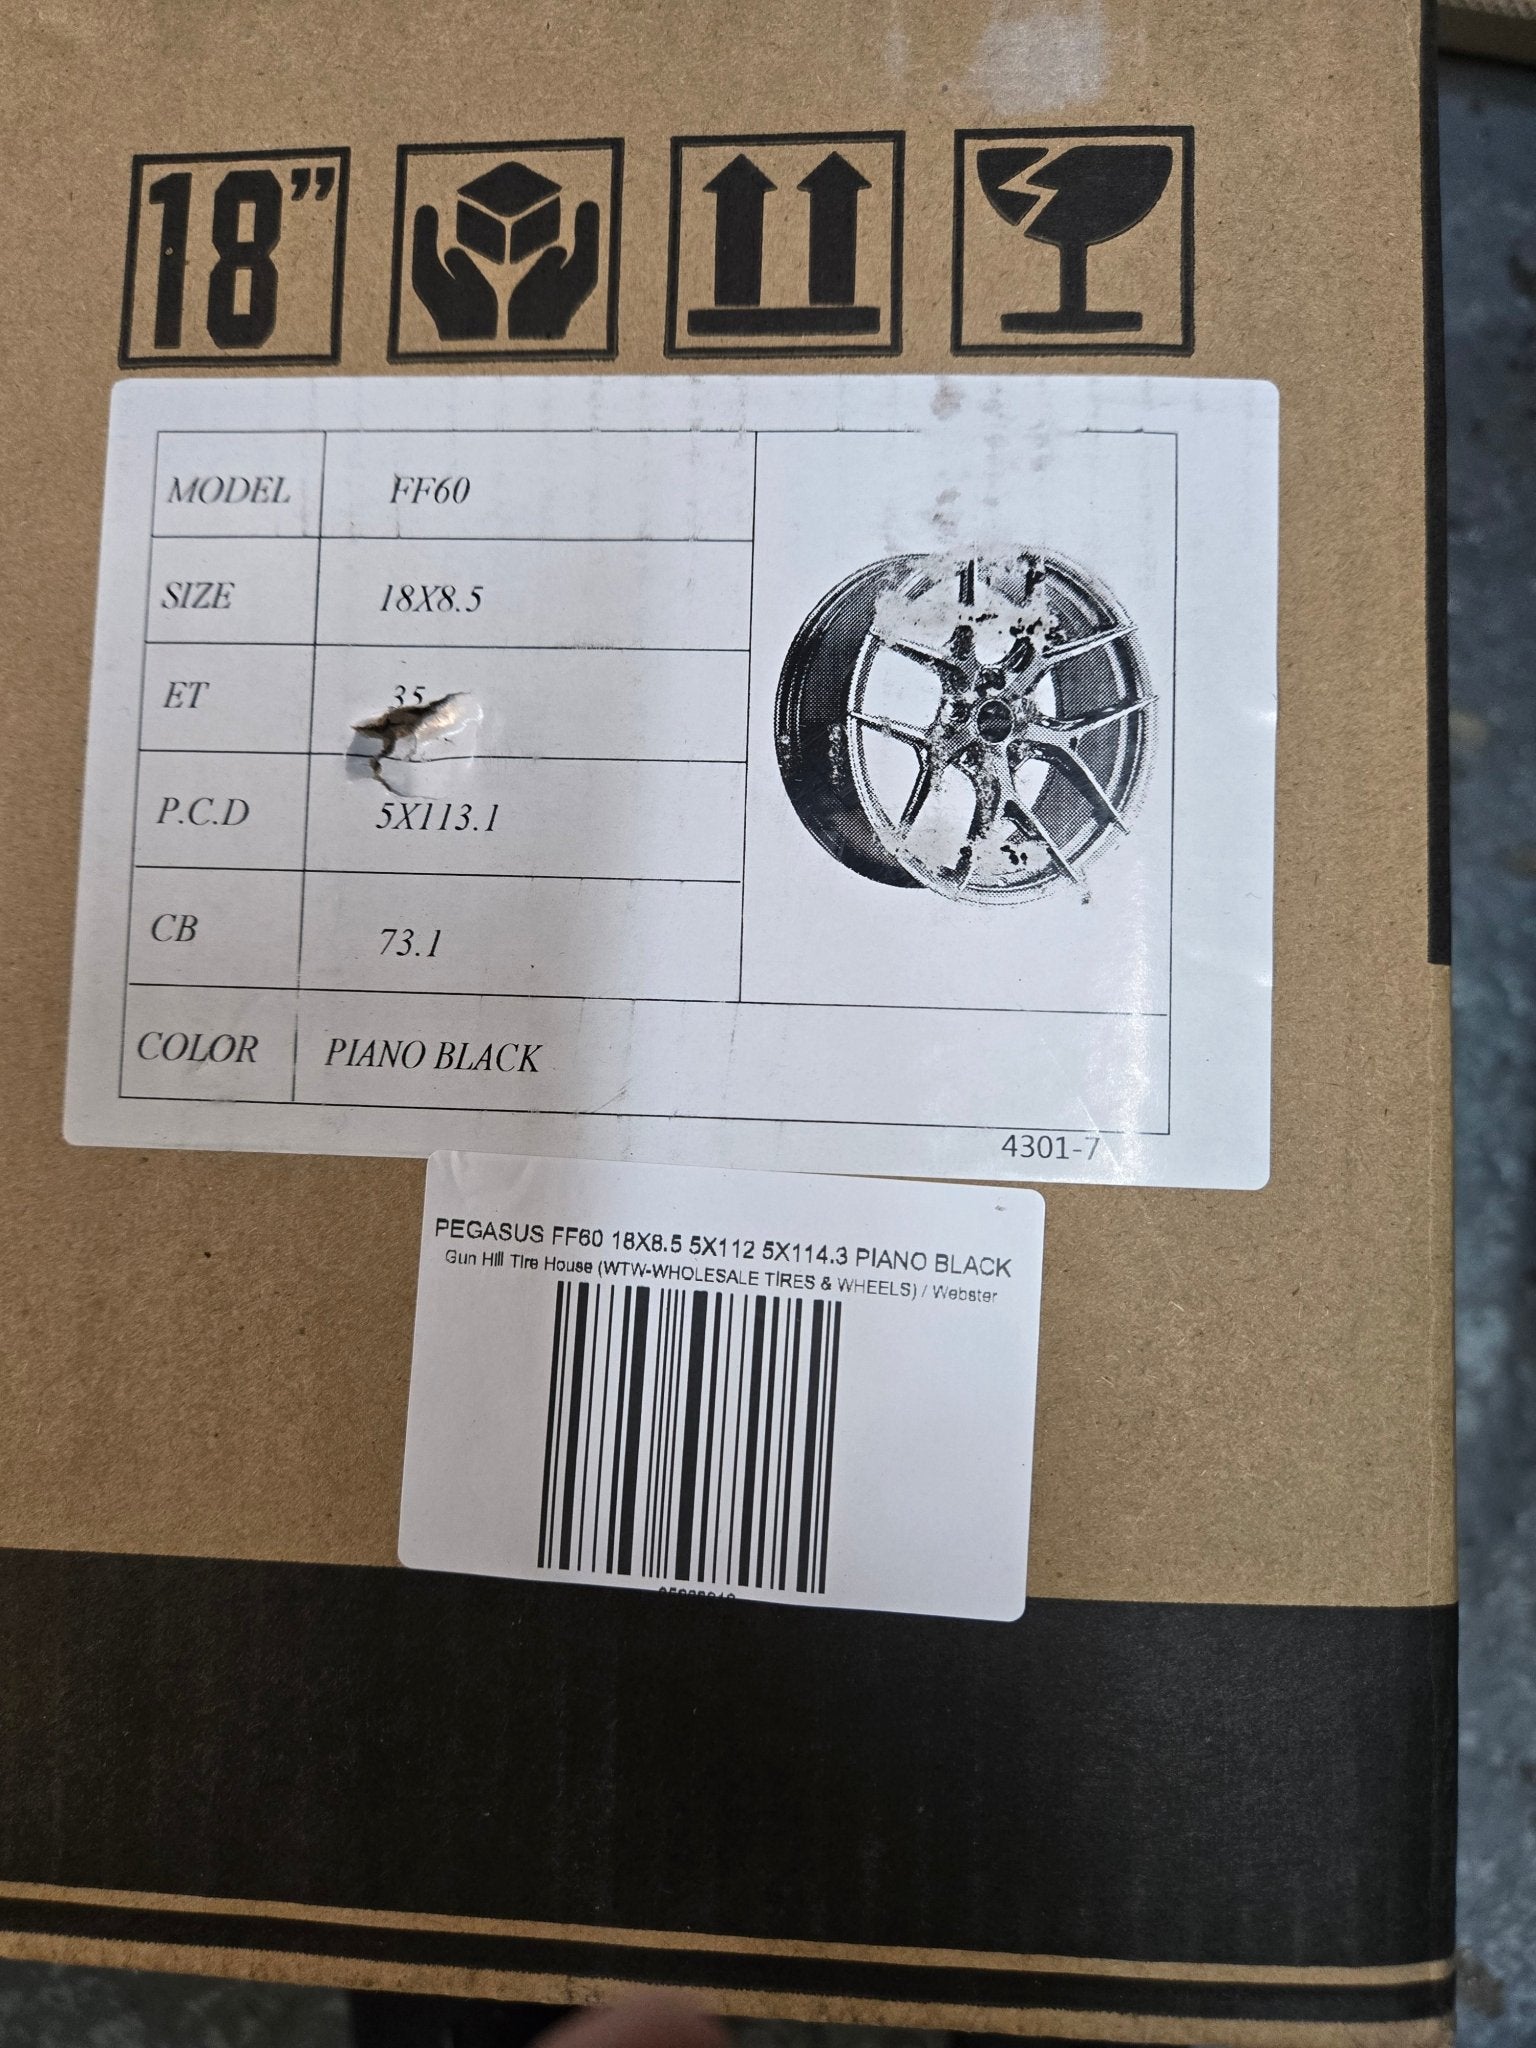 18"
MODEL FF60
SIZE 18X8.5
ET 35
P.C.D 5X113.1
CB 73.1
COLOR PIANO BLACK
4301-7
PEGASUS FF60 18X8.5 5X112 5X114.3 PIANO BLACK
Gun Hill Tire House (WTW-WHOLESALE TIRES & WHEELS) / Webster